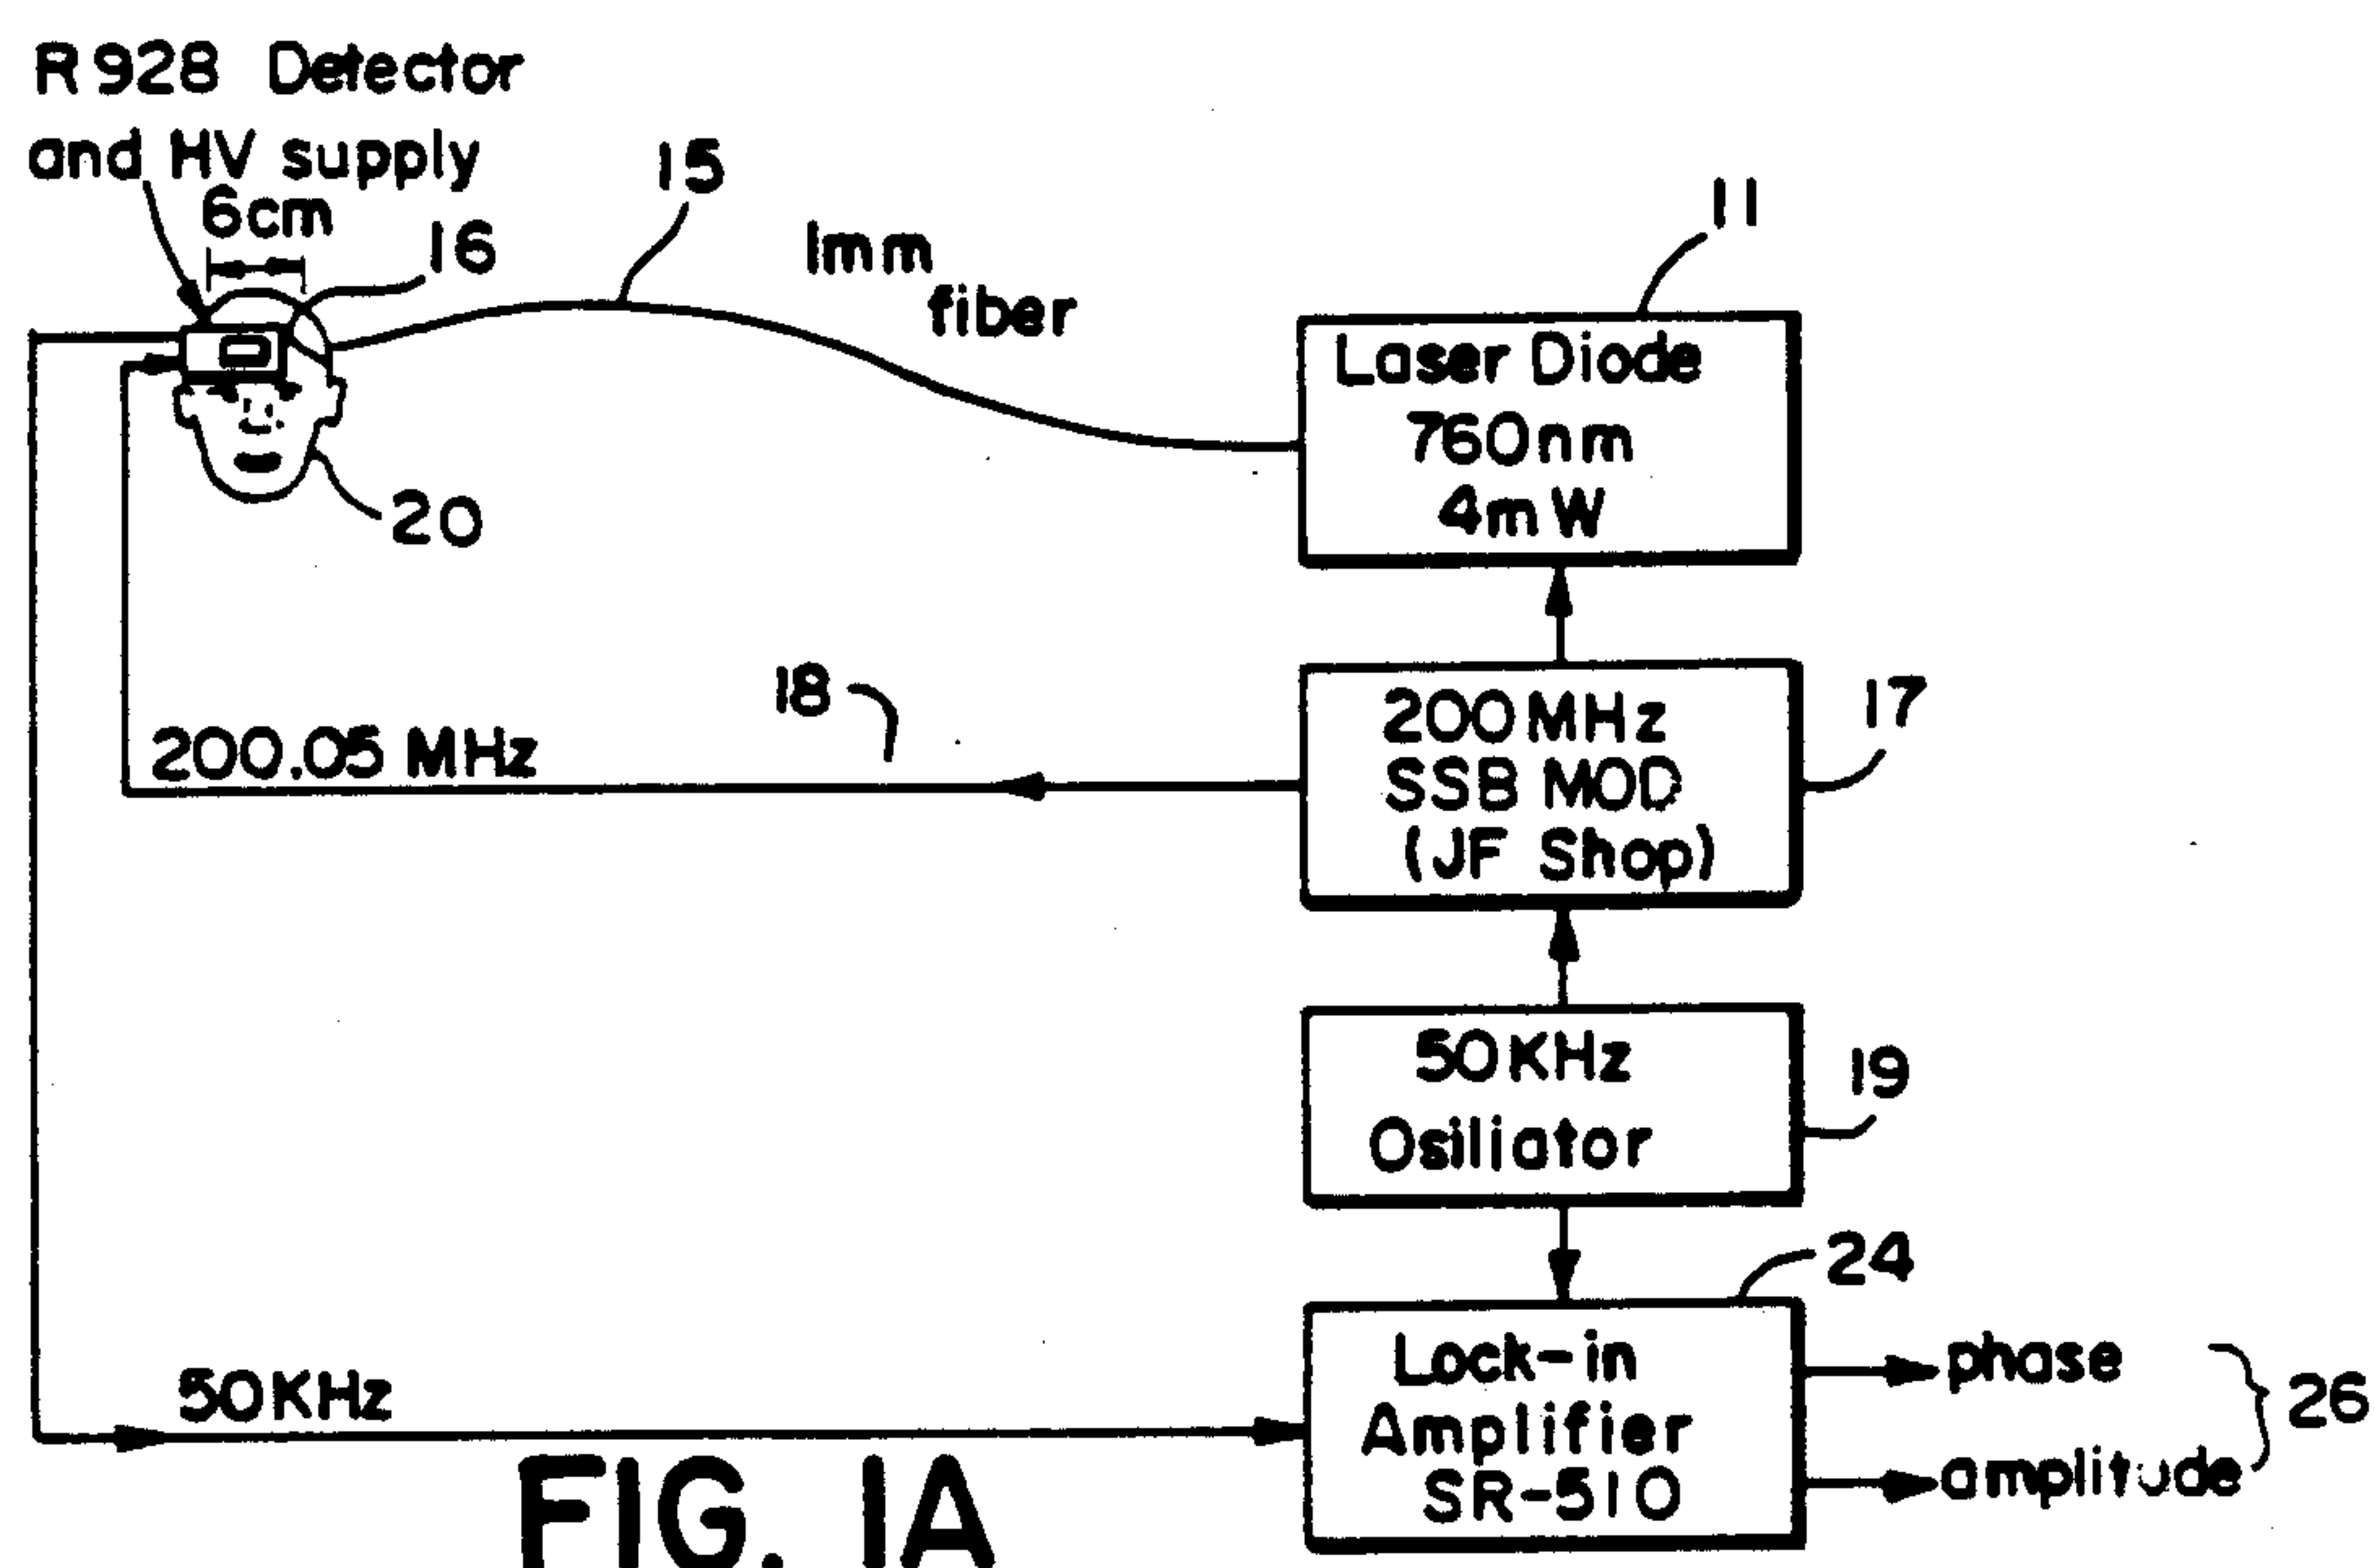 R928 Detector
and HV supply
6cm
16
15
1mm
fiber
11
Laser Diode
760nm
4mW
20
18
200.05 MHz
200MHz
SSB MOD
(JF Shop)
17
50KHz
Osiliator
19
24
50KHz
Lock-in
Amplifier
SR-510
phase
amplitude
26
FIG. 1A